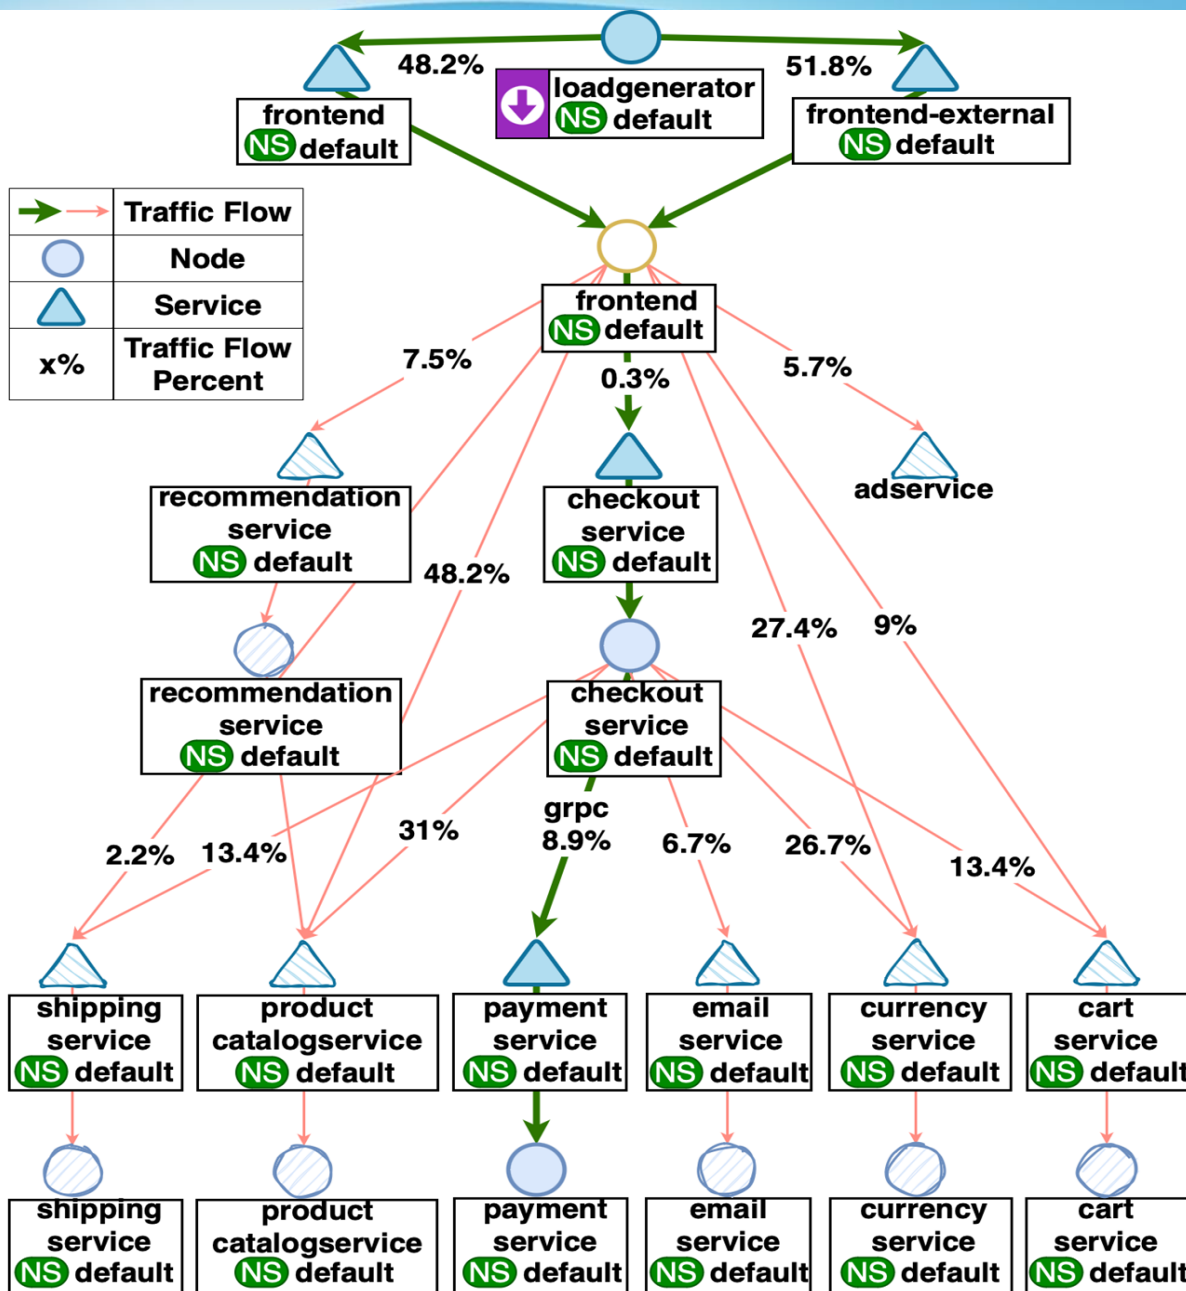 48.2%
51.8%
loadgenerator
NS default
frontend
NS default
frontend-external
NS default
Traffic Flow
Node
Service
x%
Traffic Flow
Percent
frontend
NS default
7.5%
0.3%
5.7%
recommendation
service
NS default
checkout
service
NS default
adservice
48.2%
27.4%
9%
recommendation
service
NS default
checkout
service
NS default
2.2%
13.4%
31%
grpc
8.9%
6.7%
26.7%
13.4%
shipping
service
NS default
product
catalogservice
NS default
payment
service
NS default
email
service
NS default
currency
service
NS default
cart
service
NS default
shipping
service
NS default
product
catalogservice
NS default
payment
service
NS default
email
service
NS default
currency
service
NS default
cart
service
NS default